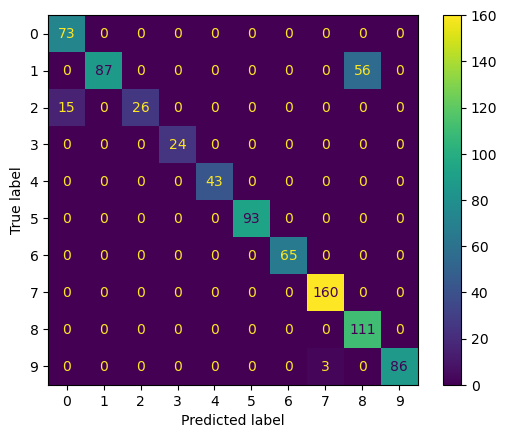 0 73 0 0 0 0 0 0 0 0 0
1 0 87 0 0 0 0 0 0 56 0
2 15 0 26 0 0 0 0 0 0 0
3 0 0 0 24 0 0 0 0 0 0
4 0 0 0 0 43 0 0 0 0 0
5 0 0 0 0 0 93 0 0 0 0
6 0 0 0 0 0 0 65 0 0 0
7 0 0 0 0 0 0 0 160 0 0
8 0 0 0 0 0 0 0 0 111 0
9 0 0 0 0 0 0 0 3 0 86
0 1 2 3 4 5 6 7 8 9
Predicted label
True label
160
140
120
100
80
60
40
20
0